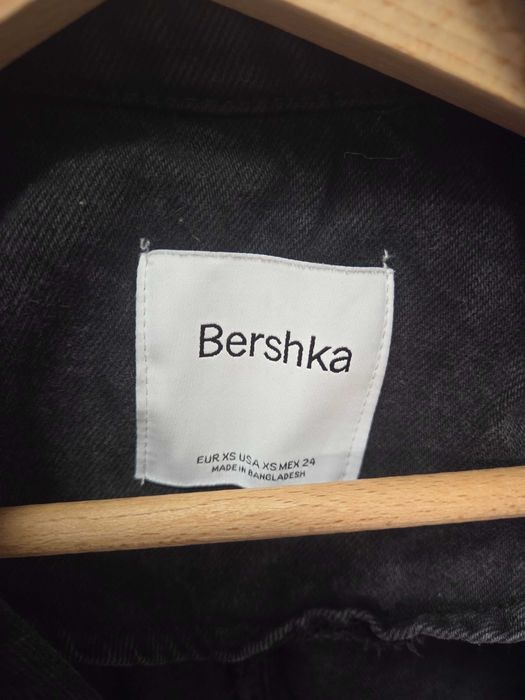 Bershka
EUR XS USA XS MEX 24
MADE IN BANGLADESH